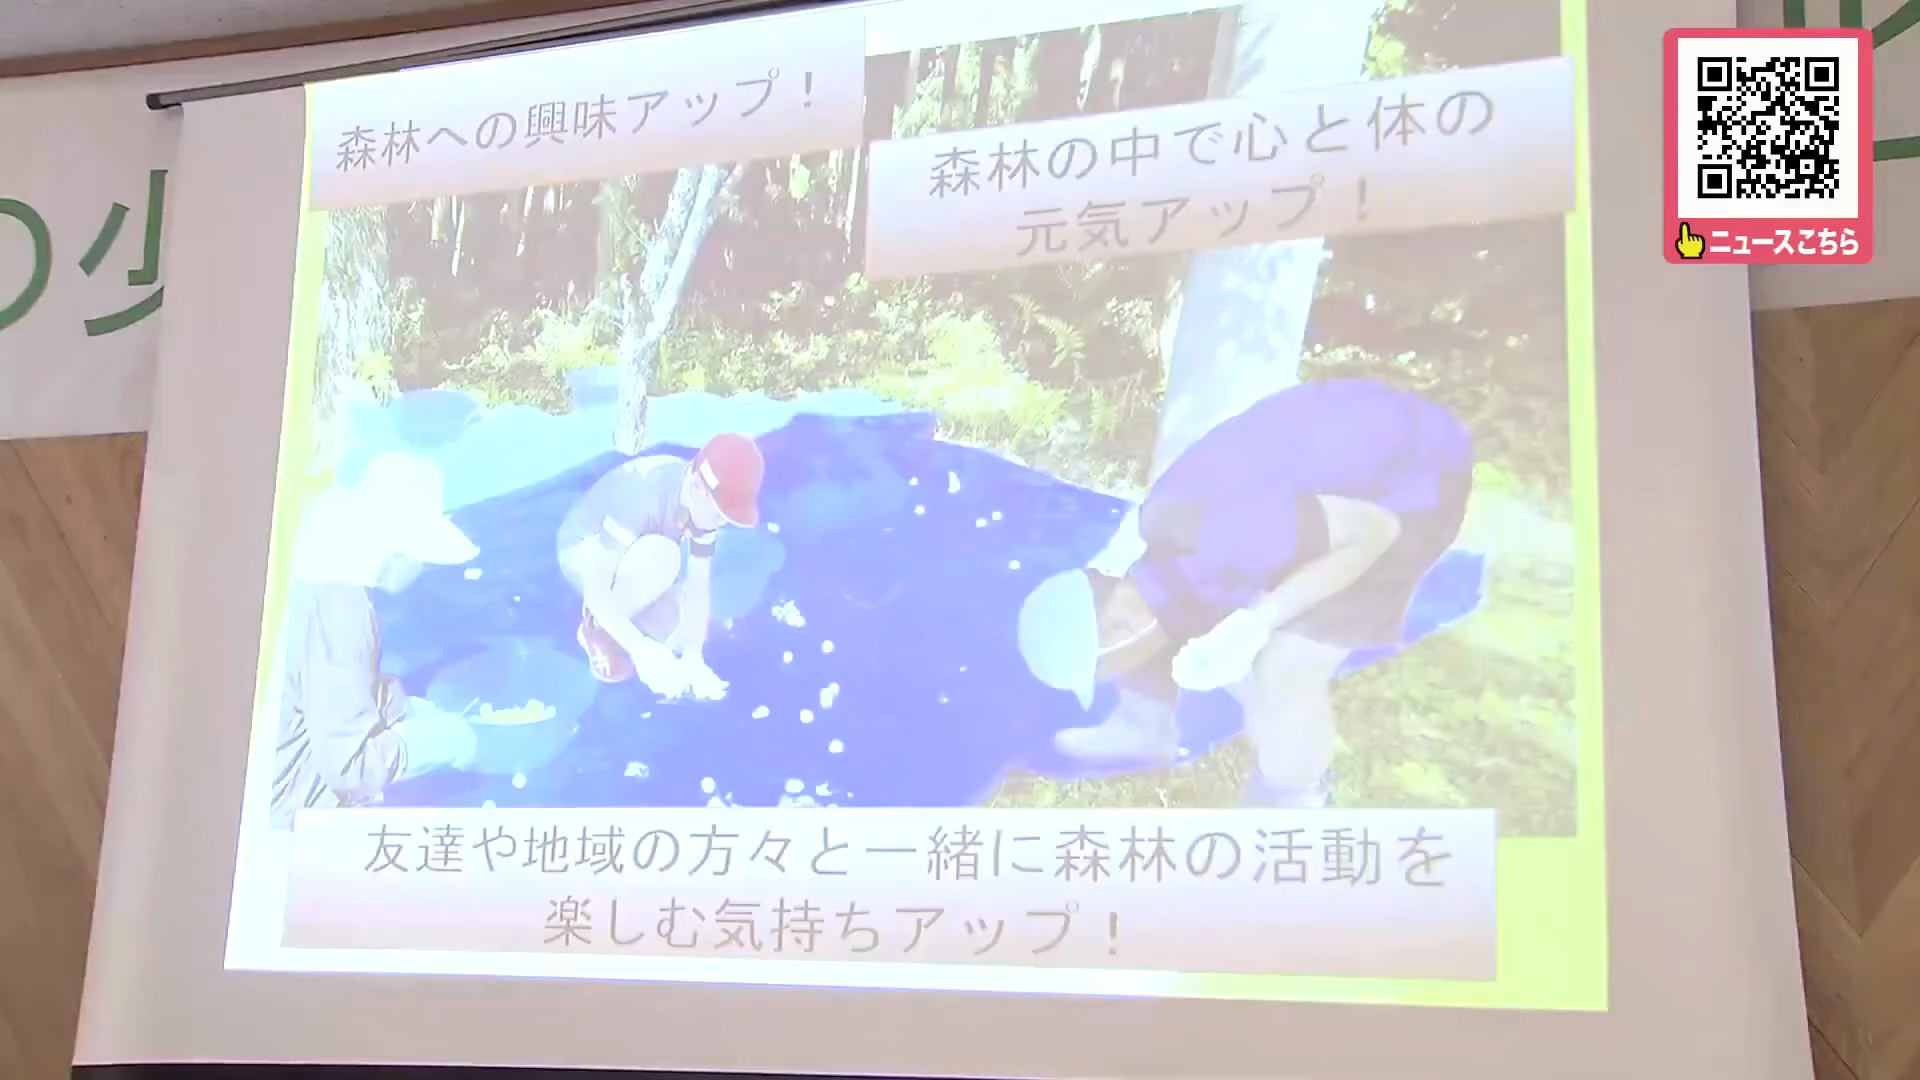 森林への興味アップ！
森林の中で心と体の
元気アップ！
友達や地域の方々と一緒に森林の活動を
楽しむ気持ちアップ！
の少
ニュースこちら